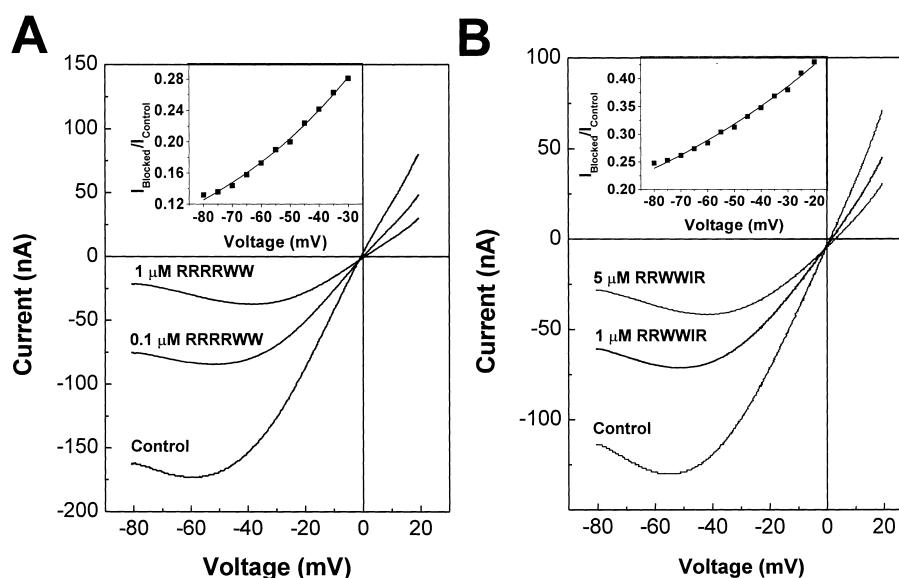 A
150
100
50
0
-50
-100
-150
-200
Current (nA)
-80 -60 -40 -20 0 20
Voltage (mV)
1 μM RRRRWW
0.1 μM RRRRWW
Control
0.28
0.24
0.20
0.16
0.12
I Blocked/I Control
-80 -70 -60 -50 -40 -30
Voltage (mV)
B
100
50
0
-50
-100
Current (nA)
-80 -60 -40 -20 0 20
Voltage (mV)
5 μM RRWWIR
1 μM RRWWIR
Control
0.40
0.35
0.30
0.25
0.20
I Blocked/I Control
-80 -70 -60 -50 -40 -30 -20
Voltage (mV)